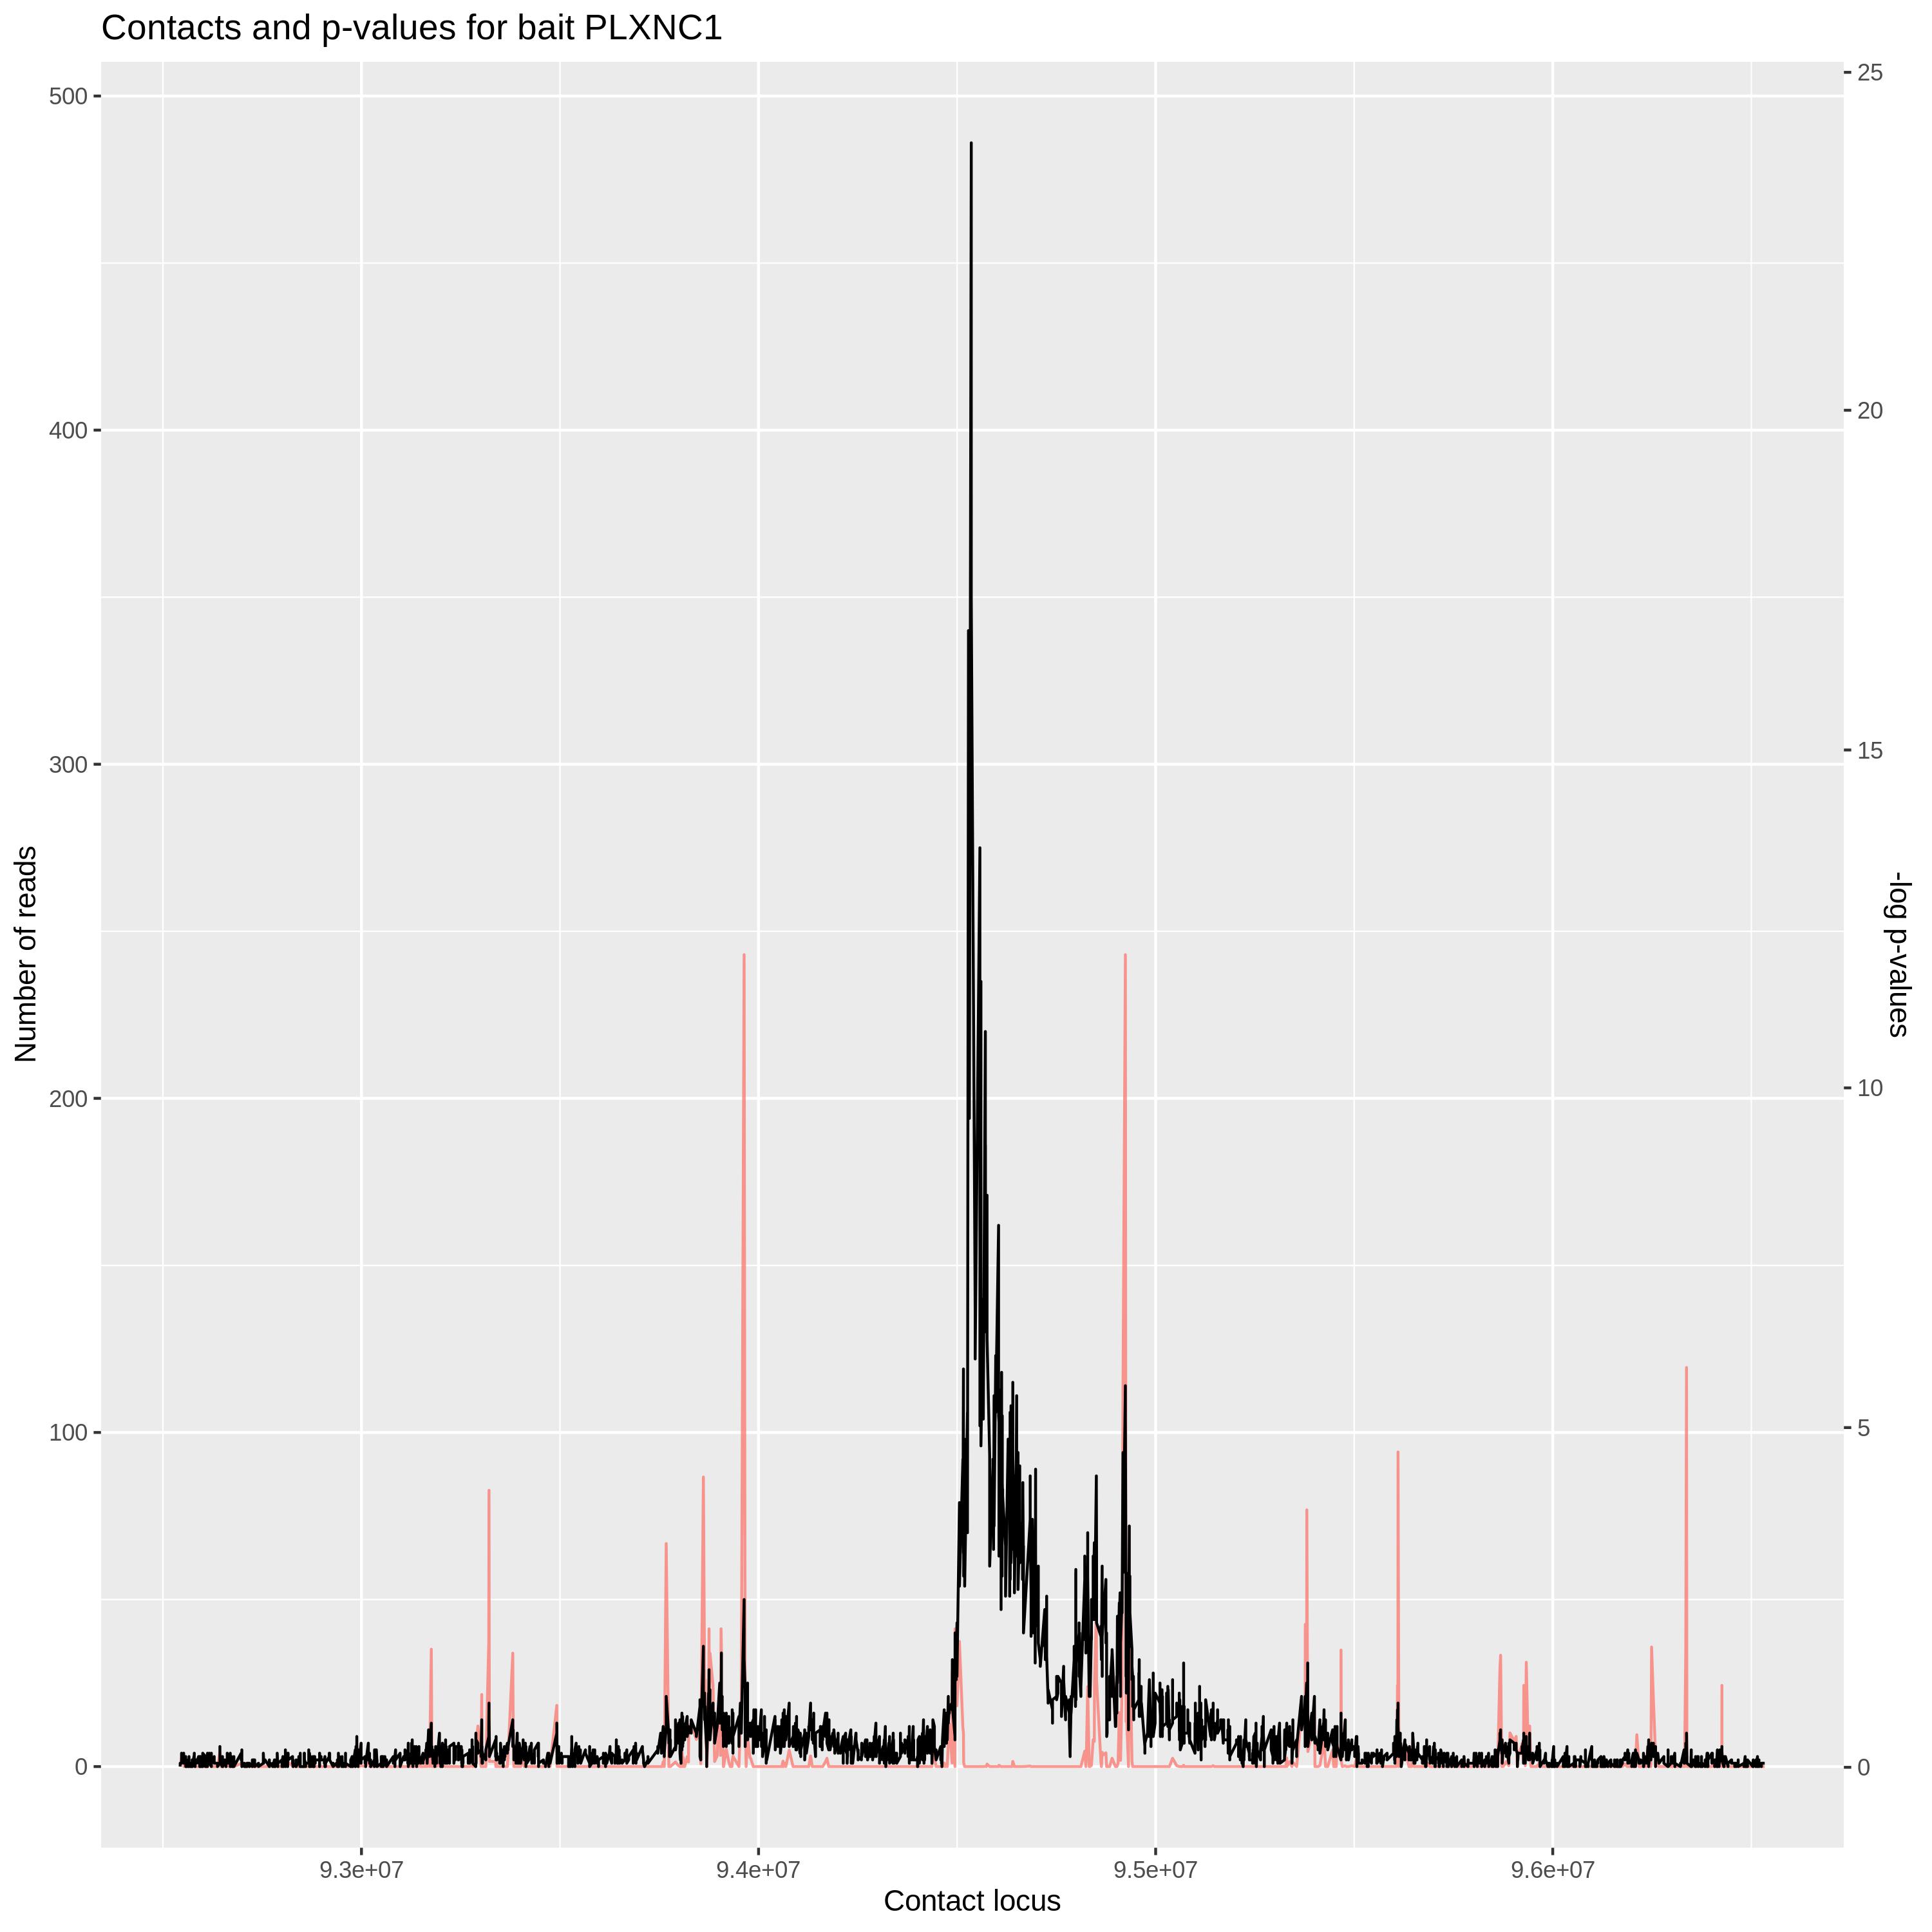 Contacts and p-values for bait PLXNC1
500
400
300
200
100
0
Number of reads
25
20
15
10
5
0
-log p-values
9.3e+07
9.4e+07
9.5e+07
9.6e+07
Contact locus